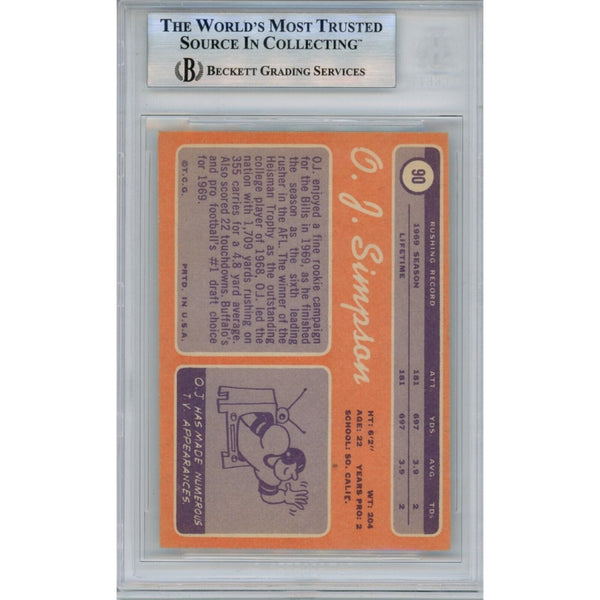 THE WORLD'S MOST TRUSTED
SOURCE IN COLLECTING™
BECKETT GRADING SERVICES
B
90
RUSHING RECORD ATT. YDS. AVG. TDs
1969 SEASON 181 697 3.9 2
LIFETIME 181 697 3.9 2
O. J. Simpson
HT: 6'2" WT: 204
AGE: 22 YEARS PRO: 2
SCHOOL: SO. CALIF.
O.J. enjoyed a fine rookie campaign
for the Bills in 1969, as he finished
the season as the sixth leading
rusher in the AFL. The winner of the
Heisman Trophy as the outstanding
college player of 1968, O.J. led the
nation with 1,709 yards rushing on
355 carries for a 4.8 yard average.
Also scored 22 touchdowns. Buffalo's
and pro football's #1 draft choice
for 1969.
©T.C.G. PRTD. IN U.S.A.
O.J. HAS MADE NUMEROUS
T.V. APPEARANCES.